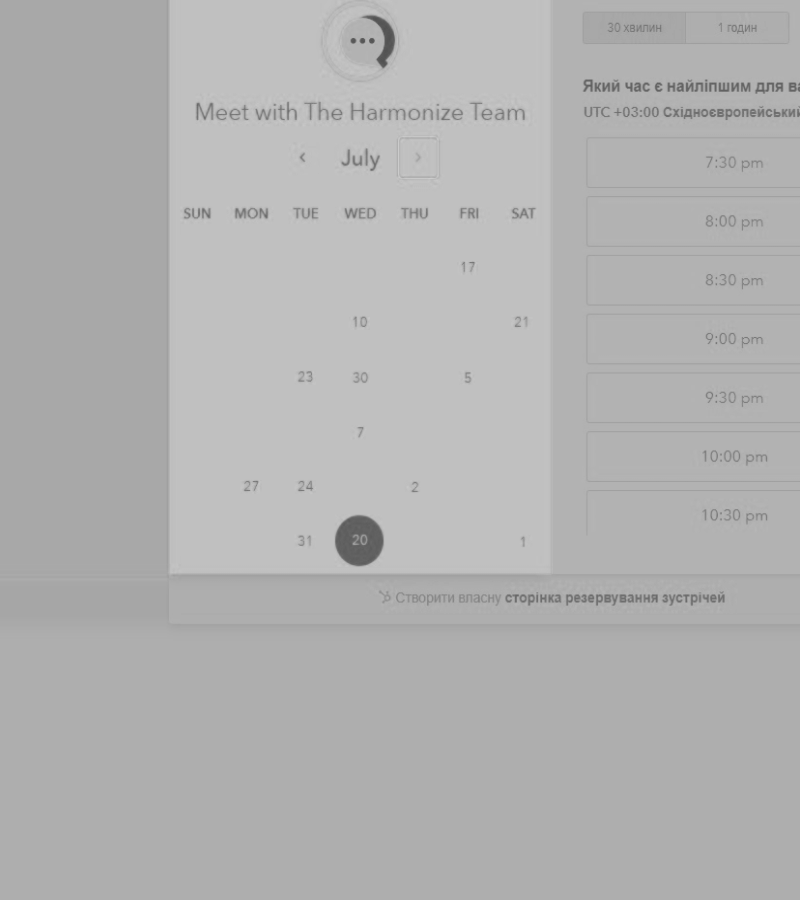 Meet with The Harmonize Team
July
SUN MON TUE WED THU FRI SAT
17
10 21
23 30 5
7
27 24 2
31 20 1
30 хвилин 1 годин
Який час є найліпшим для ва
UTC +03:00 Східноєвропейський
7:30 pm
8:00 pm
8:30 pm
9:00 pm
9:30 pm
10:00 pm
10:30 pm
Створити власну сторінка резервування зустрічей